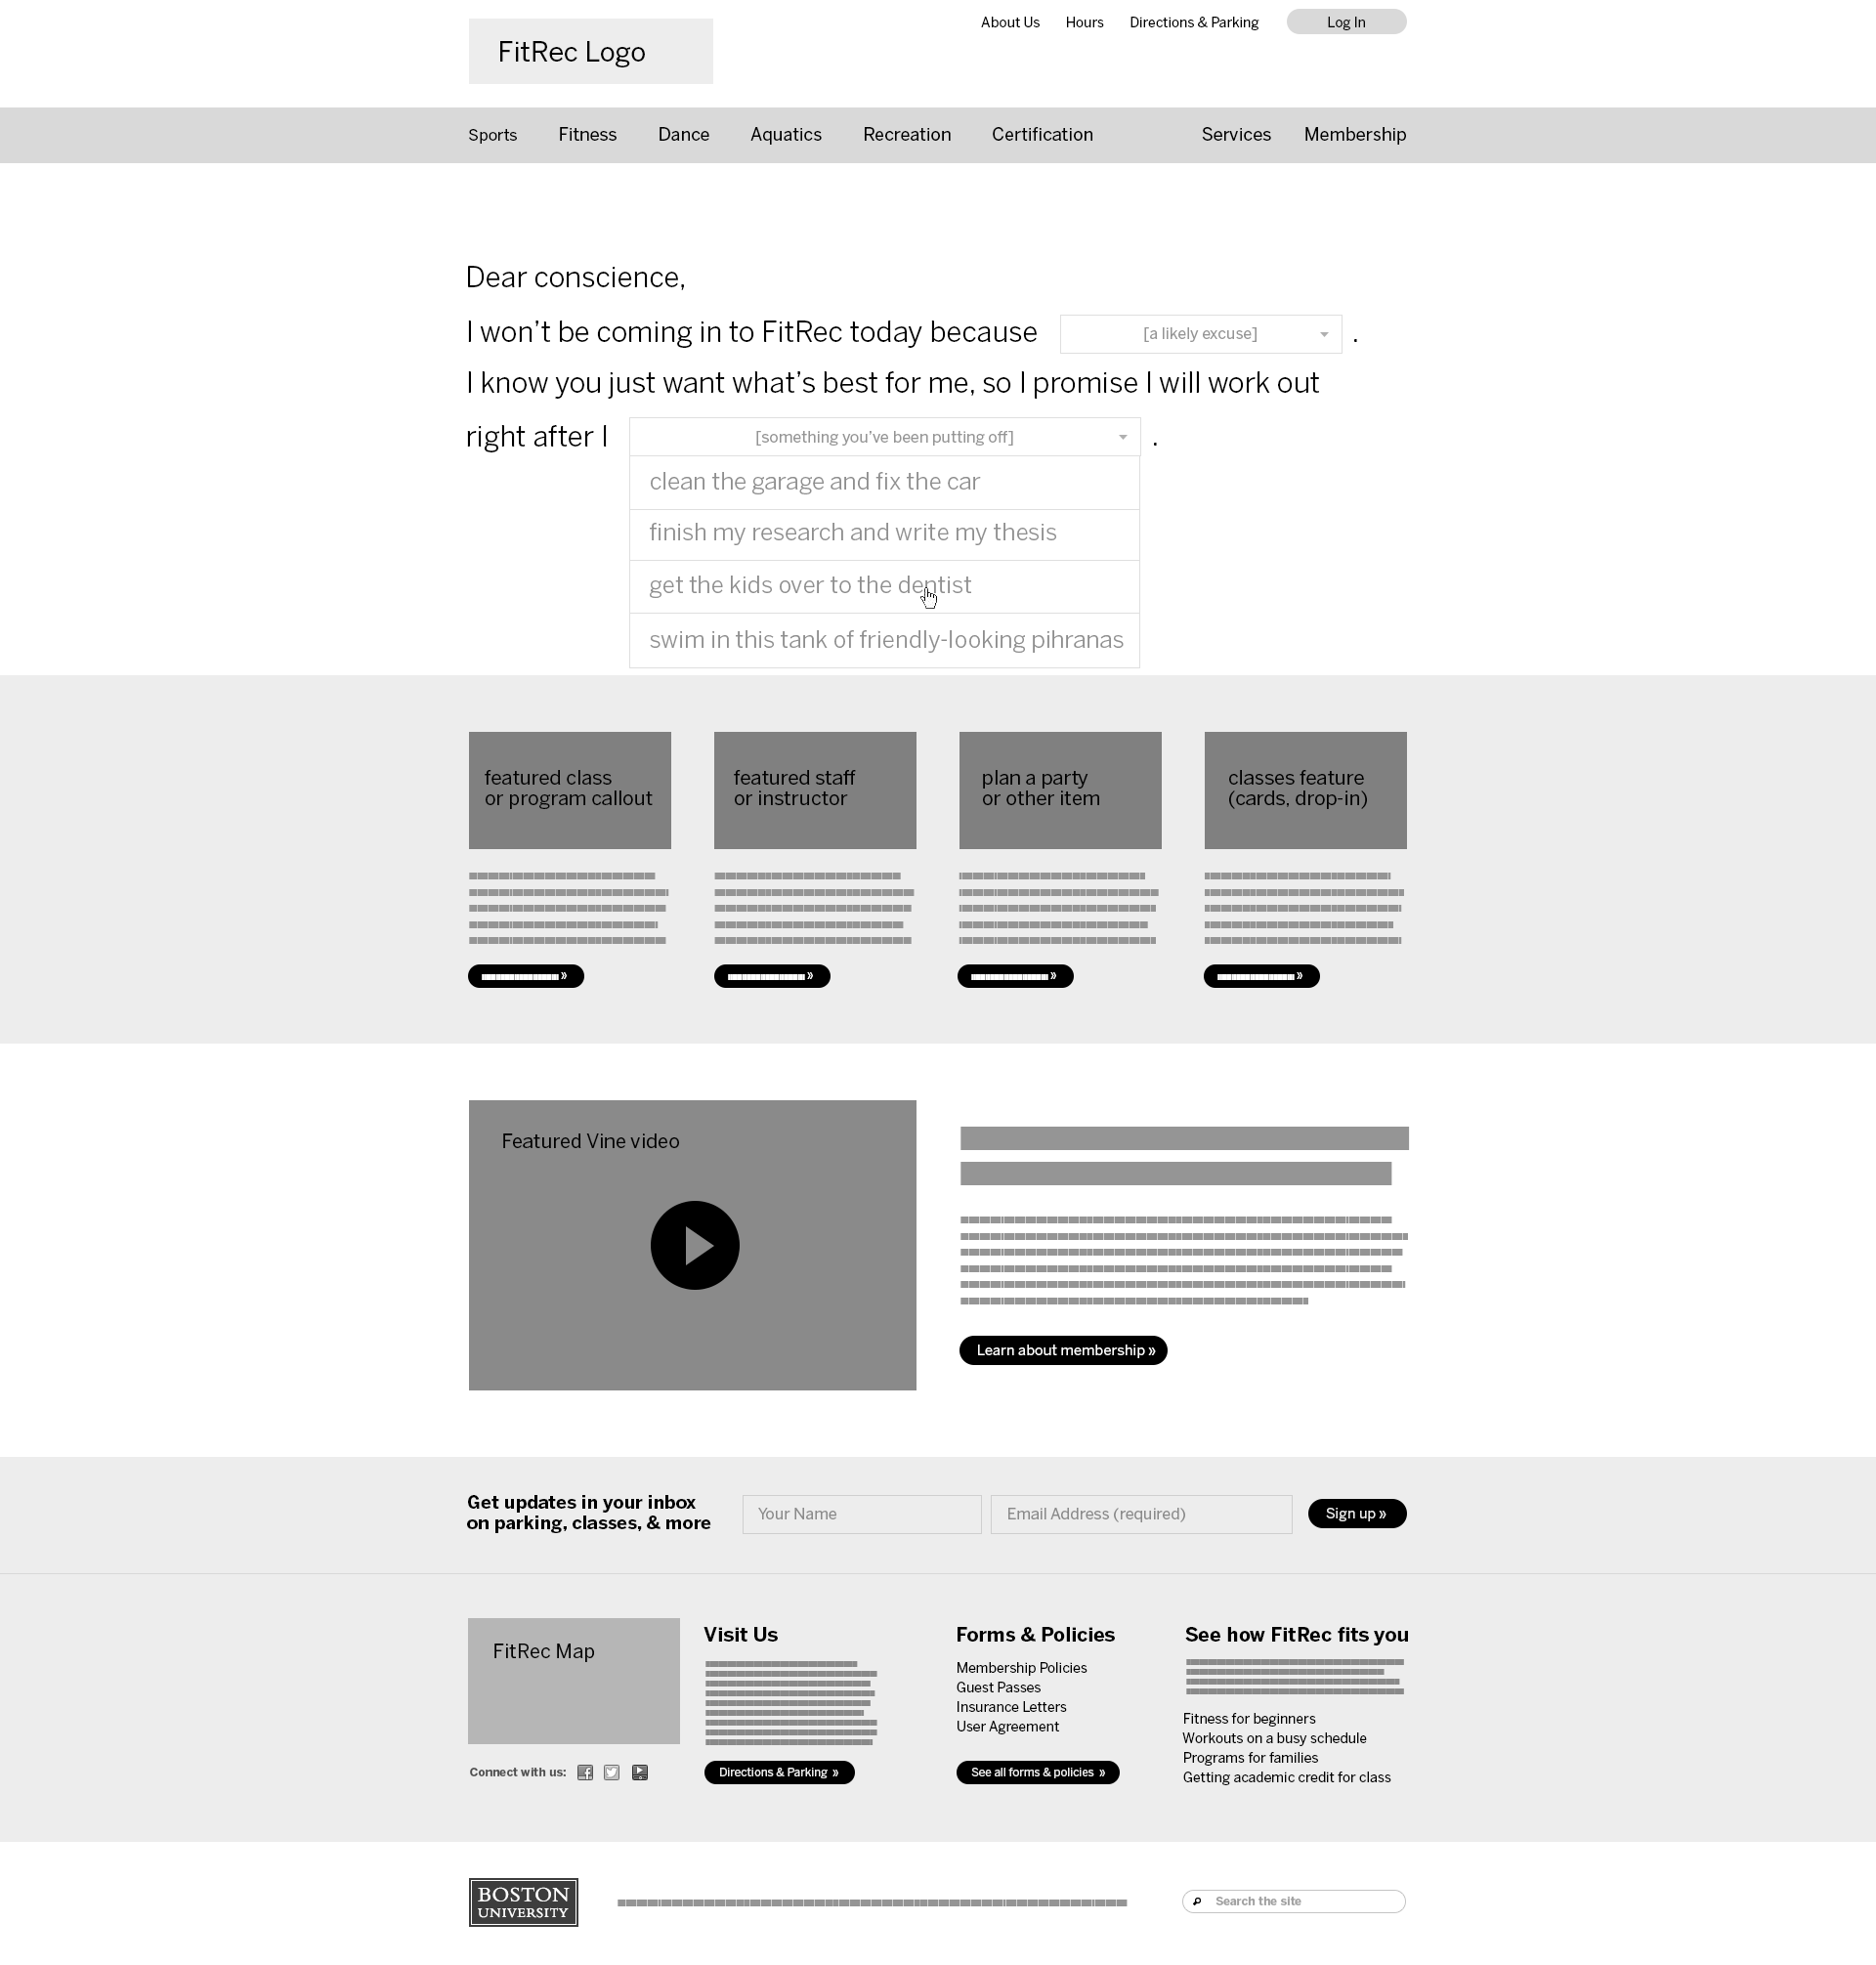 FitRec Logo
About Us
Hours
Directions & Parking
Log In
Sports
Fitness
Dance
Aquatics
Recreation
Certification
Services
Membership
Dear conscience,
I won't be coming in to FitRec today because [a likely excuse] .
I know you just want what's best for me, so I promise I will work out
right after I [something you've been putting off] .
clean the garage and fix the car
finish my research and write my thesis
get the kids over to the dentist
swim in this tank of friendly-looking pihranas
featured class
or program callout
featured staff
or instructor
plan a party
or other item
classes feature
(cards, drop-in)
»
»
»
»
Featured Vine video
Learn about membership »
Get updates in your inbox
on parking, classes, & more
Your Name
Email Address (required)
Sign up »
FitRec Map
Connect with us:
Visit Us
Directions & Parking »
Forms & Policies
Membership Policies
Guest Passes
Insurance Letters
User Agreement
See all forms & policies »
See how FitRec fits you
Fitness for beginners
Workouts on a busy schedule
Programs for families
Getting academic credit for class
BOSTON
UNIVERSITY
Search the site